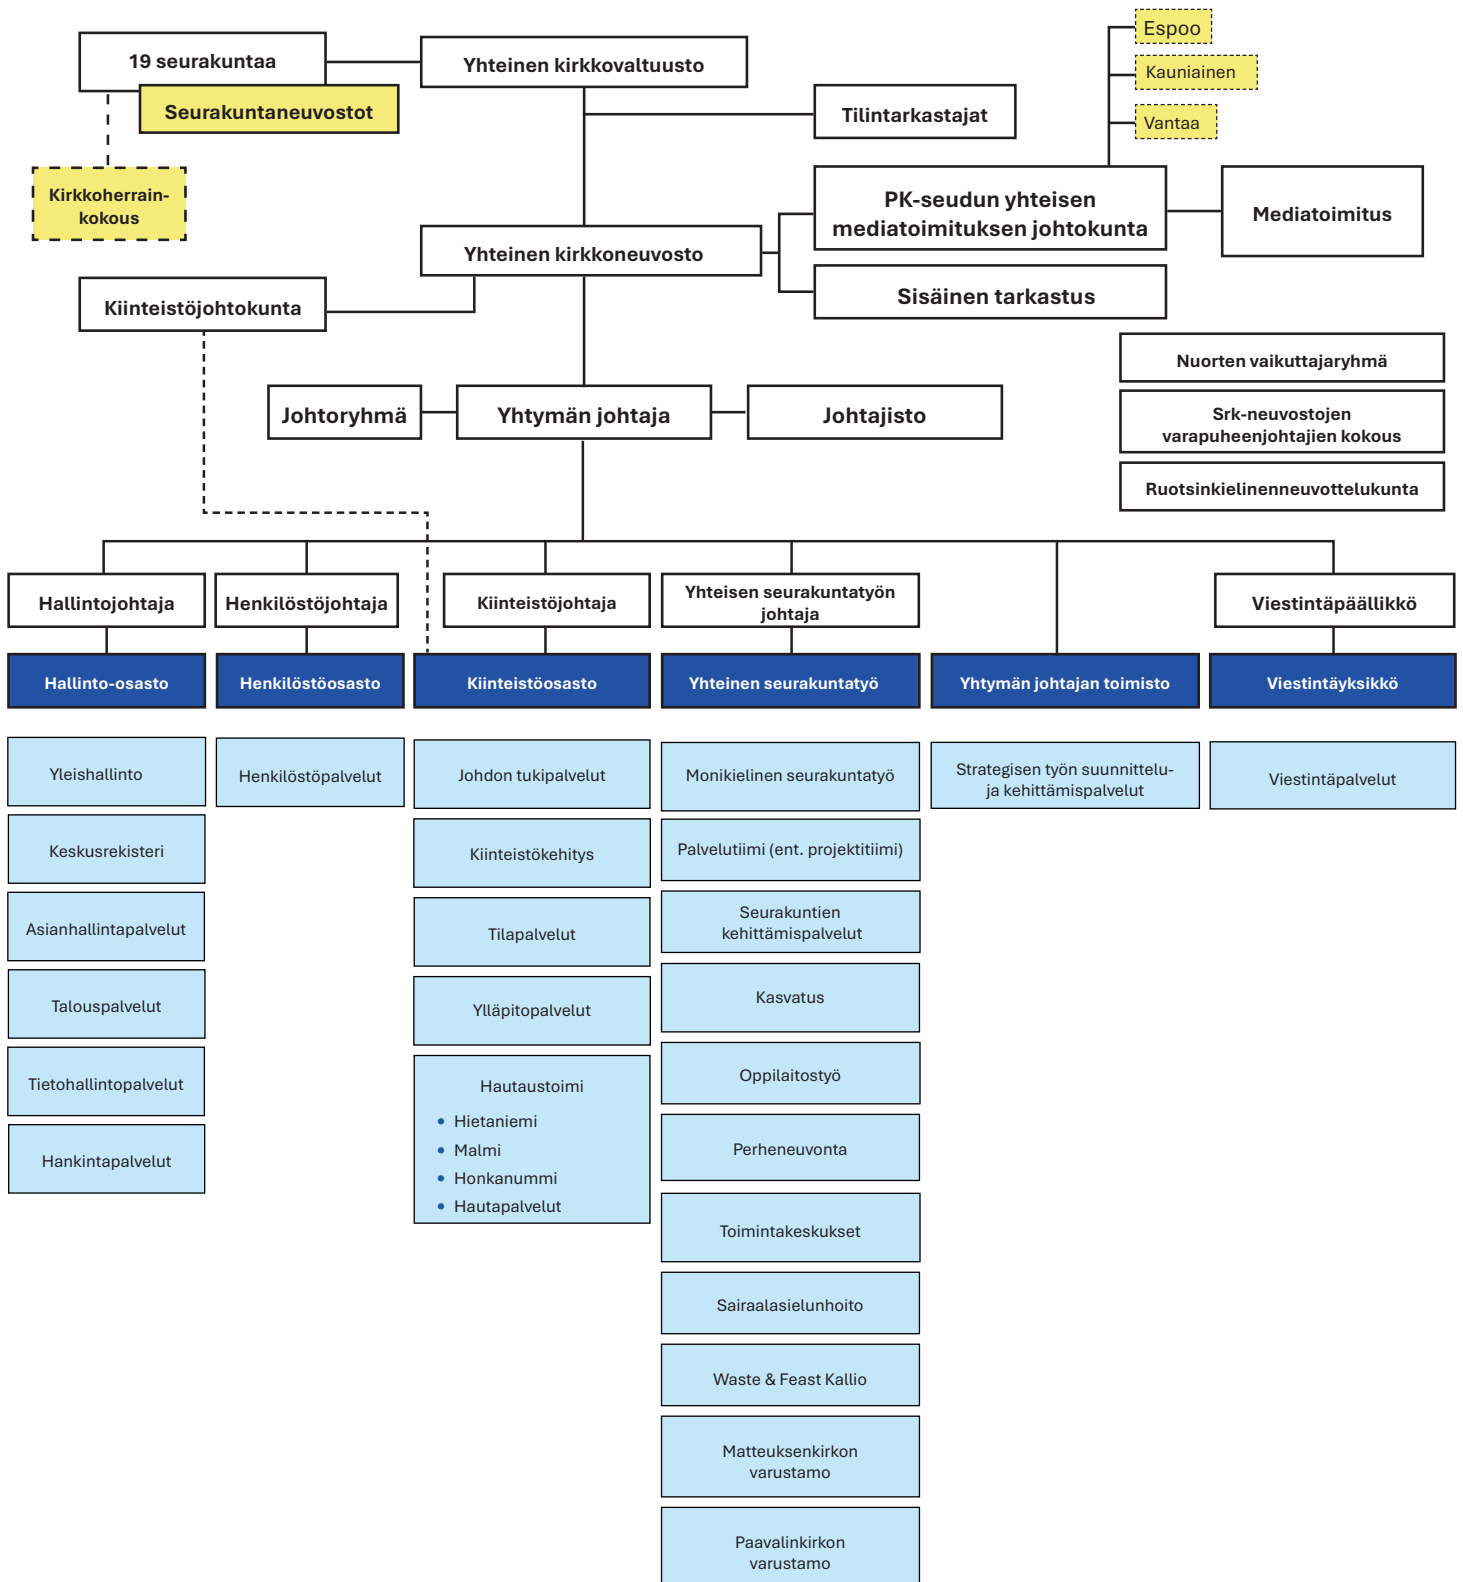 Espoo
Kauniainen
Vantaa
19 seurakuntaa
Seurakuntaneuvostot
Kirkkoherrain-
kokous
Yhteinen kirkkovaltuusto
Tilintarkastajat
PK-seudun yhteisen
mediatoimituksen johtokunta
Mediatoimitus
Yhteinen kirkkoneuvosto
Sisäinen tarkastus
Kiinteistöjohtokunta
Nuorten vaikuttajaryhmä
Srk-neuvostojen
varapuheenjohtajien kokous
Ruotsinkielinenneuvottelukunta
Johtoryhmä
Yhtymän johtaja
Johtajisto
Hallintojohtaja
Henkilöstöjohtaja
Kiinteistöjohtaja
Yhteisen seurakuntatyön
johtaja
Viestintäpäällikkö
Hallinto-osasto
Henkilöstöosasto
Kiinteistöosasto
Yhteinen seurakuntatyö
Yhtymän johtajan toimisto
Viestintäyksikkö
Yleishallinto
Keskusrekisteri
Asianhallintapalvelut
Talouspalvelut
Tietohallintopalvelut
Hankintapalvelut
Henkilöstöpalvelut
Johdon tukipalvelut
Kiinteistökehitys
Tilapalvelut
Ylläpitopalvelut
Hautaustoimi
• Hietaniemi
• Malmi
• Honkanummi
• Hautapalvelut
Monikielinen seurakuntatyö
Palvelutiimi (ent. projektitiimi)
Seurakuntien
kehittämispalvelut
Kasvatus
Oppilaitostyö
Perheneuvonta
Toimintakeskukset
Sairaalasielunhoito
Waste & Feast Kallio
Matteuksenkirkon
varustamo
Paavalinkirkon
varustamo
Strategisen työn suunnittelu-
ja kehittämispalvelut
Viestintäpalvelut